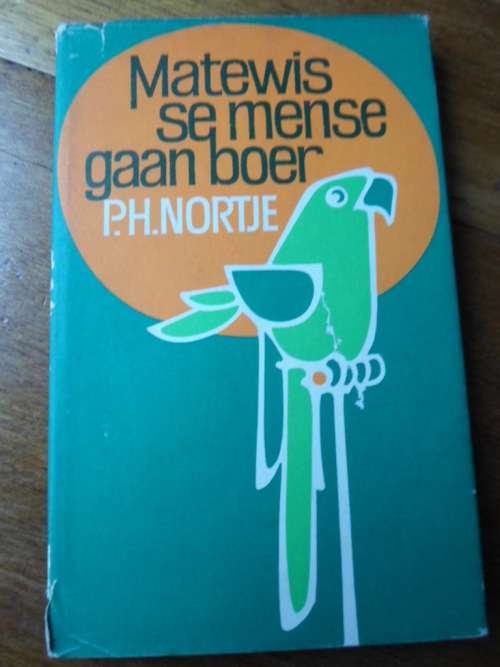 Matewis
se mense
gaan boer
P.H. NORTJE